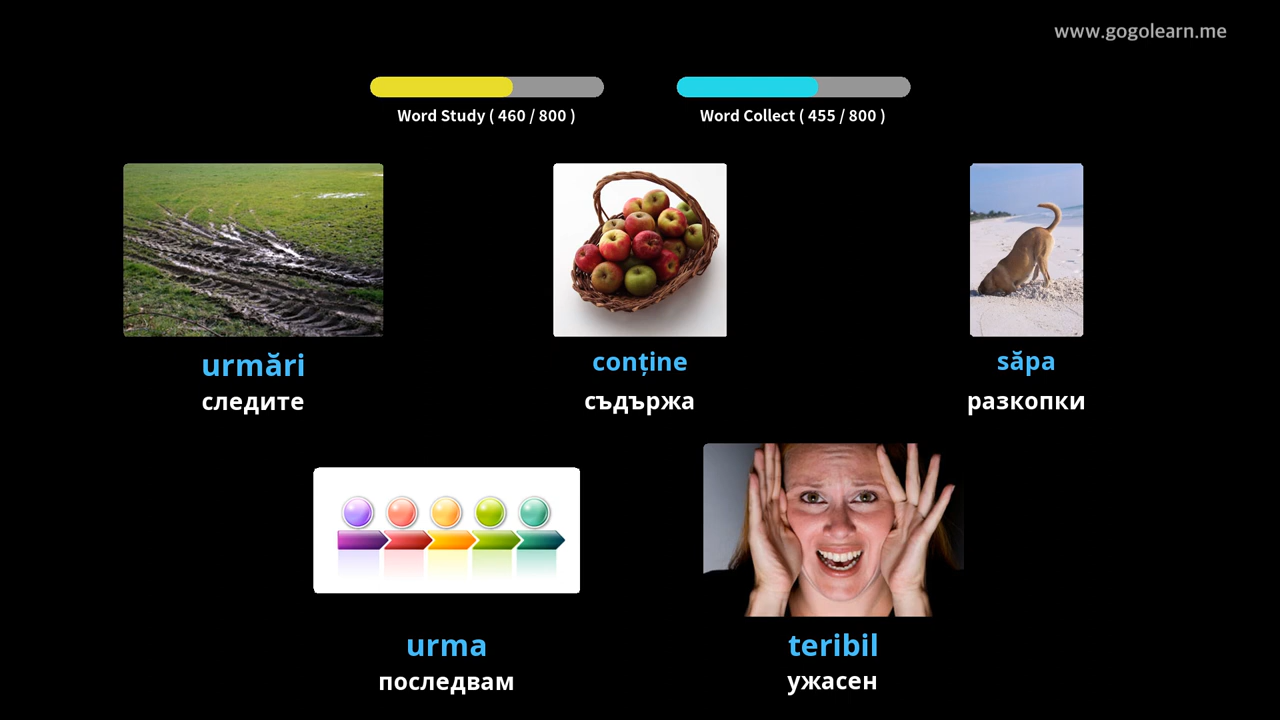 www.gogolearn.me
Word Study ( 460 / 800 )
Word Collect ( 455 / 800 )
urmări
следите
conține
съдържа
săpa
разкопки
urma
последвам
teribil
ужасен